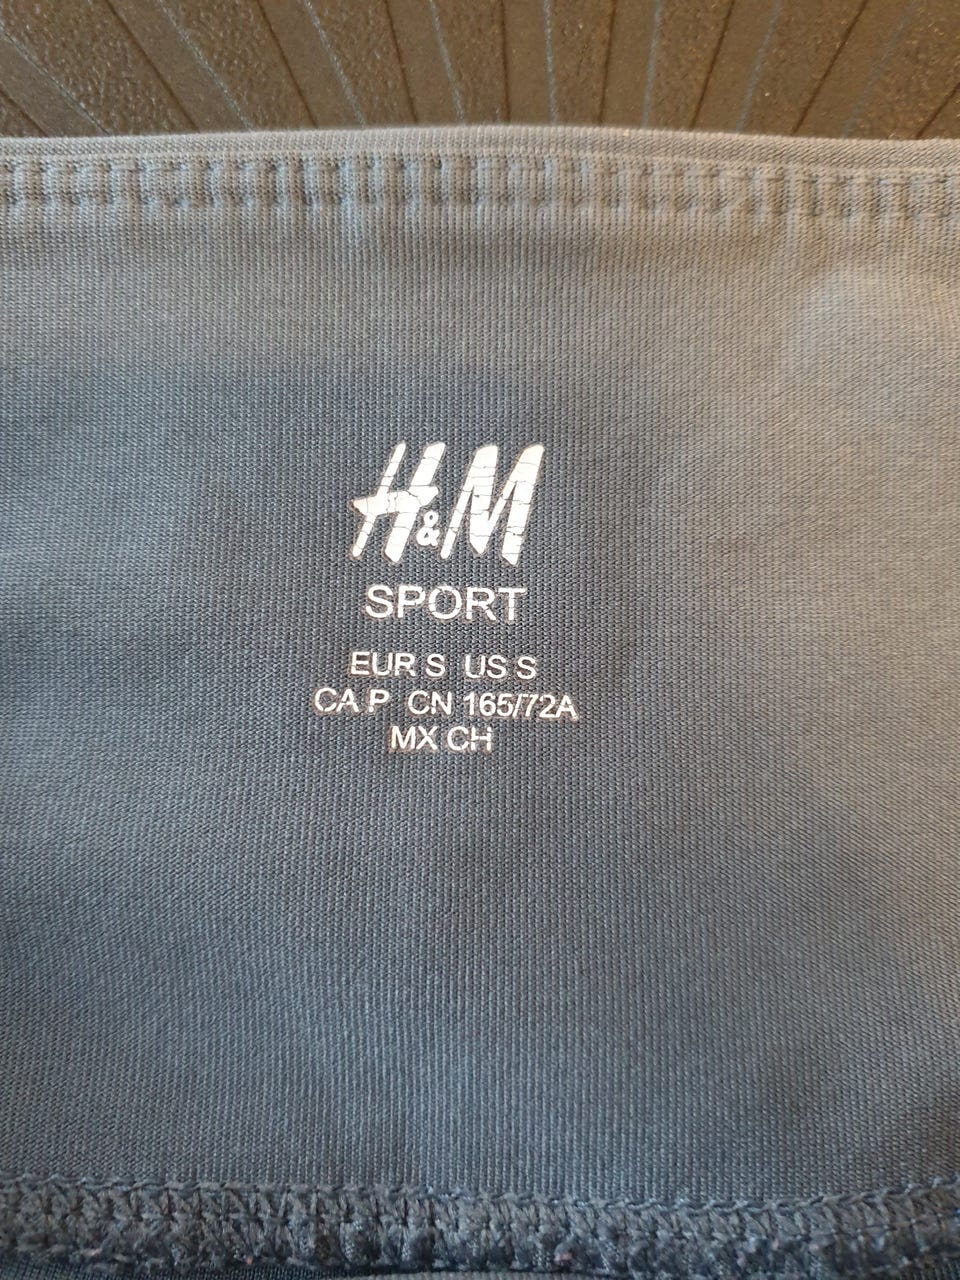 H&M
SPORT
EUR S US S
CA P CN 165/72A
MX CH